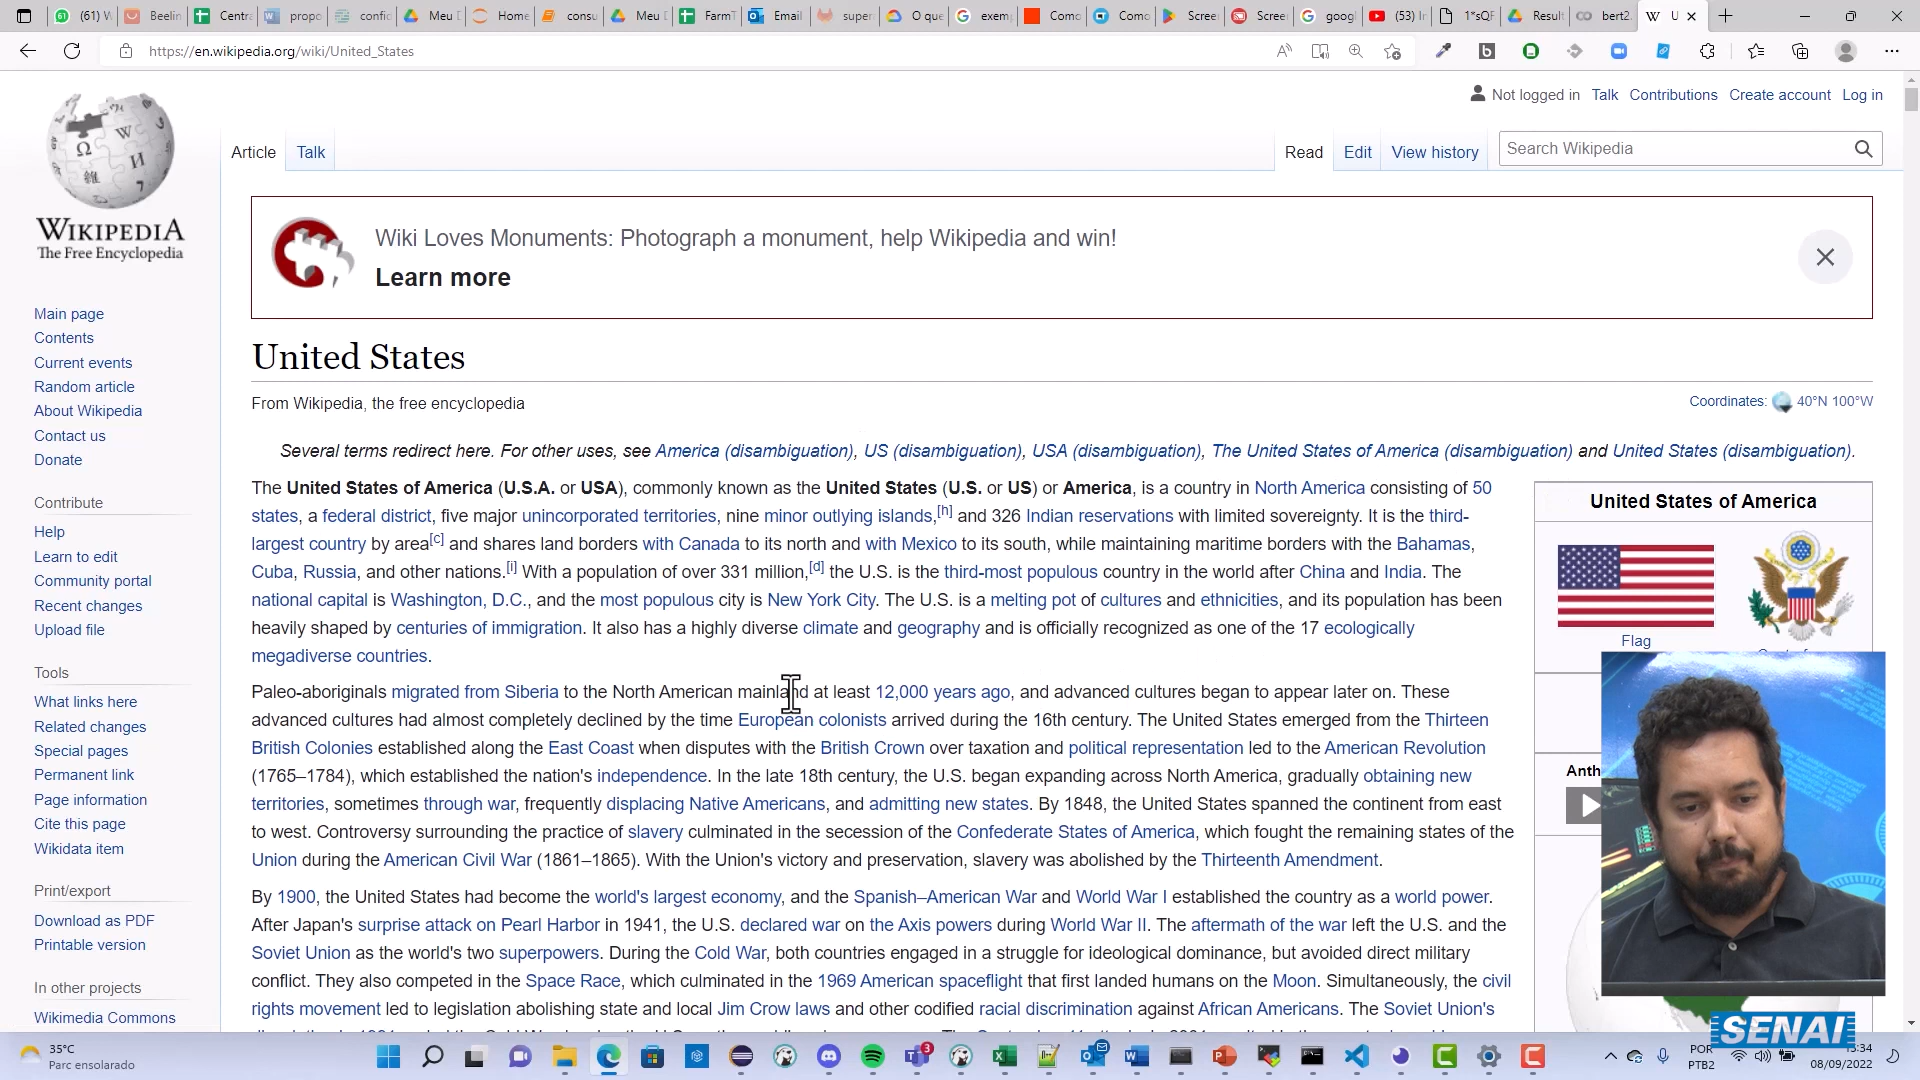 (61) W
Beelin
Centra
propo
confic
Meu D
Home
consu
Meu D
FarmT
Email
super
O que
exemp
Como
Como
Screen
Scree
googl
(53) Ir
1*sQF
Result
bert2.
U
https://en.wikipedia.org/wiki/United_States
Not logged in Talk Contributions Create account Log in
Article Talk
Read Edit View history
Search Wikipedia
WIKIPEDIA
The Free Encyclopedia
Wiki Loves Monuments: Photograph a monument, help Wikipedia and win!
Learn more
Main page
Contents
Current events
Random article
About Wikipedia
Contact us
Donate
Contribute
Help
Learn to edit
Community portal
Recent changes
Upload file
Tools
What links here
Related changes
Special pages
Permanent link
Page information
Cite this page
Wikidata item
Print/export
Download as PDF
Printable version
In other projects
Wikimedia Commons
United States
From Wikipedia, the free encyclopedia
Coordinates: 40°N 100°W
Several terms redirect here. For other uses, see America (disambiguation), US (disambiguation), USA (disambiguation), The United States of America (disambiguation) and United States (disambiguation).
The United States of America (U.S.A. or USA), commonly known as the United States (U.S. or US) or America, is a country in North America consisting of 50
states, a federal district, five major unincorporated territories, nine minor outlying islands,[h] and 326 Indian reservations with limited sovereignty. It is the third-
largest country by area[c] and shares land borders with Canada to its north and with Mexico to its south, while maintaining maritime borders with the Bahamas,
Cuba, Russia, and other nations.[i] With a population of over 331 million,[d] the U.S. is the third-most populous country in the world after China and India. The
national capital is Washington, D.C., and the most populous city is New York City. The U.S. is a melting pot of cultures and ethnicities, and its population has been
heavily shaped by centuries of immigration. It also has a highly diverse climate and geography and is officially recognized as one of the 17 ecologically
megadiverse countries.
Paleo-aboriginals migrated from Siberia to the North American mainland at least 12,000 years ago, and advanced cultures began to appear later on. These
advanced cultures had almost completely declined by the time European colonists arrived during the 16th century. The United States emerged from the Thirteen
British Colonies established along the East Coast when disputes with the British Crown over taxation and political representation led to the American Revolution
(1765–1784), which established the nation's independence. In the late 18th century, the U.S. began expanding across North America, gradually obtaining new
territories, sometimes through war, frequently displacing Native Americans, and admitting new states. By 1848, the United States spanned the continent from east
to west. Controversy surrounding the practice of slavery culminated in the secession of the Confederate States of America, which fought the remaining states of the
Union during the American Civil War (1861–1865). With the Union's victory and preservation, slavery was abolished by the Thirteenth Amendment.
By 1900, the United States had become the world's largest economy, and the Spanish–American War and World War I established the country as a world power.
After Japan's surprise attack on Pearl Harbor in 1941, the U.S. declared war on the Axis powers during World War II. The aftermath of the war left the U.S. and the
Soviet Union as the world's two superpowers. During the Cold War, both countries engaged in a struggle for ideological dominance, but avoided direct military
conflict. They also competed in the Space Race, which culminated in the 1969 American spaceflight that first landed humans on the Moon. Simultaneously, the civil
rights movement led to legislation abolishing state and local Jim Crow laws and other codified racial discrimination against African Americans. The Soviet Union's
United States of America
Flag
Anth
SENAI
35°C
Parc ensolarado
POR
PTB2
08/09/2022